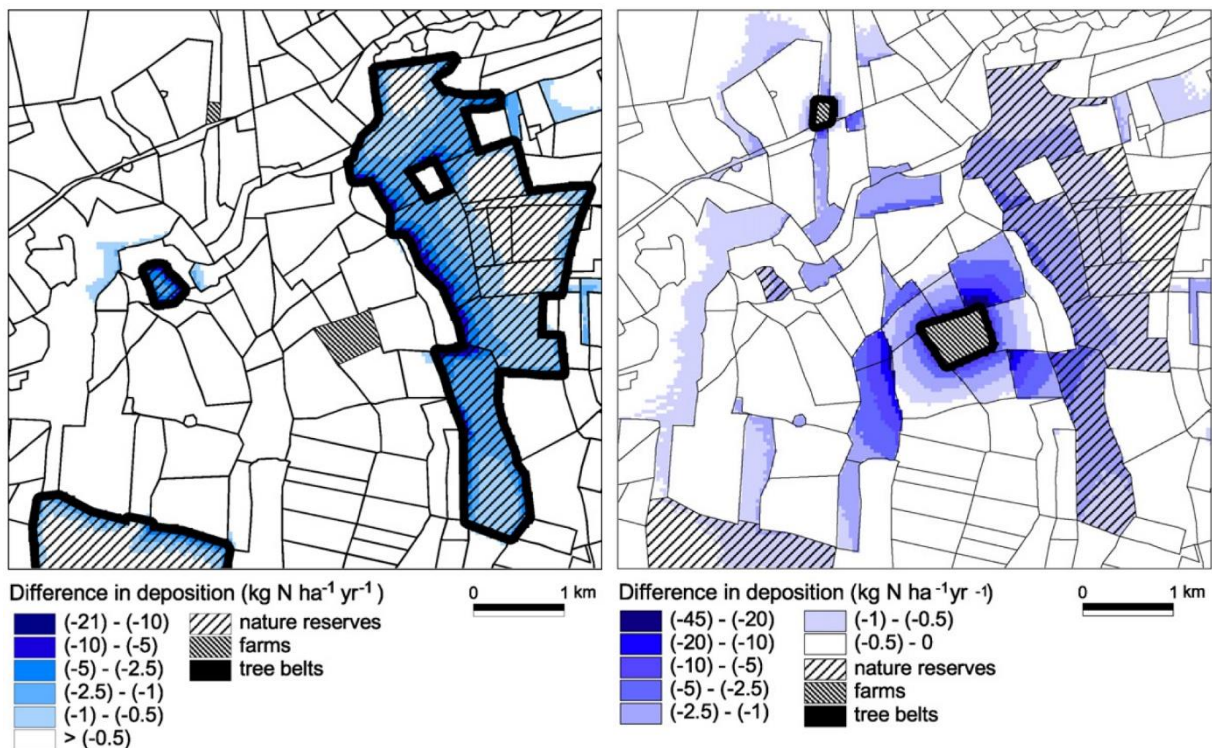 Difference in deposition (kg N ha⁻¹ yr⁻¹ )
0 1 km
(-21) - (-10)
(-10) - (-5)
(-5) - (-2.5)
(-2.5) - (-1)
(-1) - (-0.5)
> (-0.5)
nature reserves
farms
tree belts
Difference in deposition (kg N ha⁻¹yr ⁻¹)
0 1 km
(-45) - (-20)
(-20) - (-10)
(-10) - (-5)
(-5) - (-2.5)
(-2.5) - (-1)
(-1) - (-0.5)
(-0.5) - 0
nature reserves
farms
tree belts